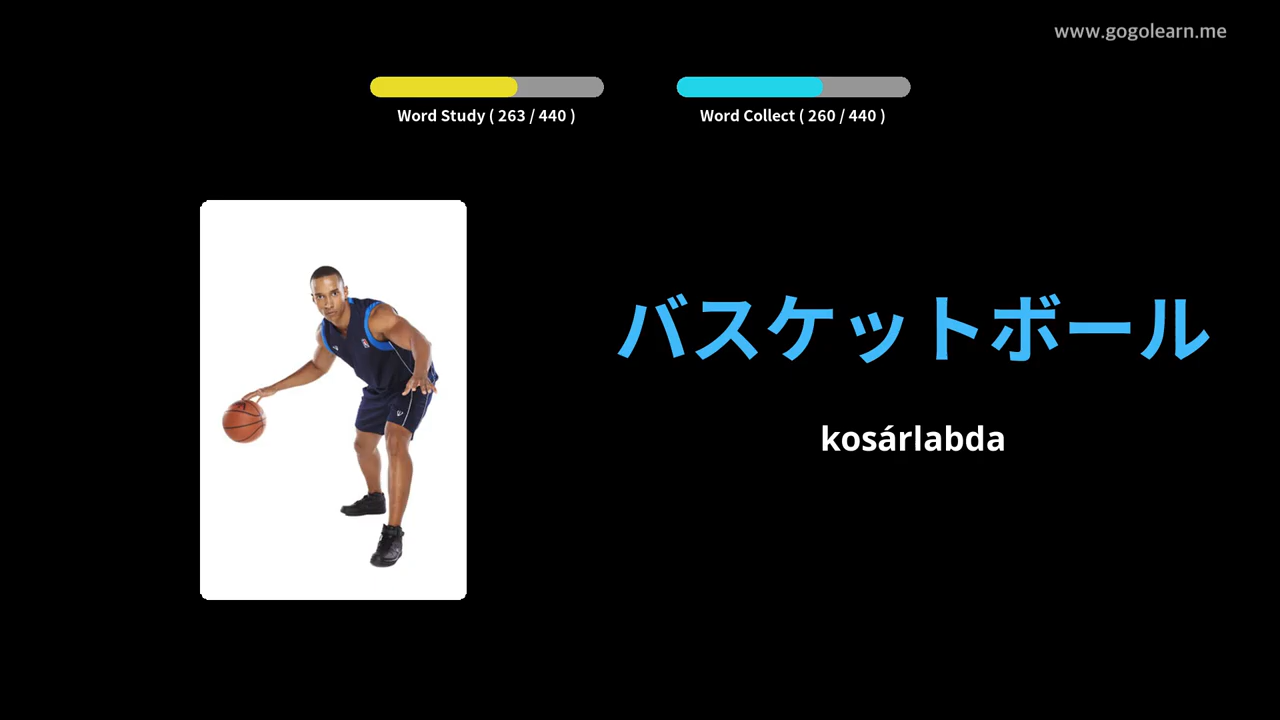 www.gogolearn.me
Word Study ( 263 / 440 )
Word Collect ( 260 / 440 )
バスケットボール
kosárlabda